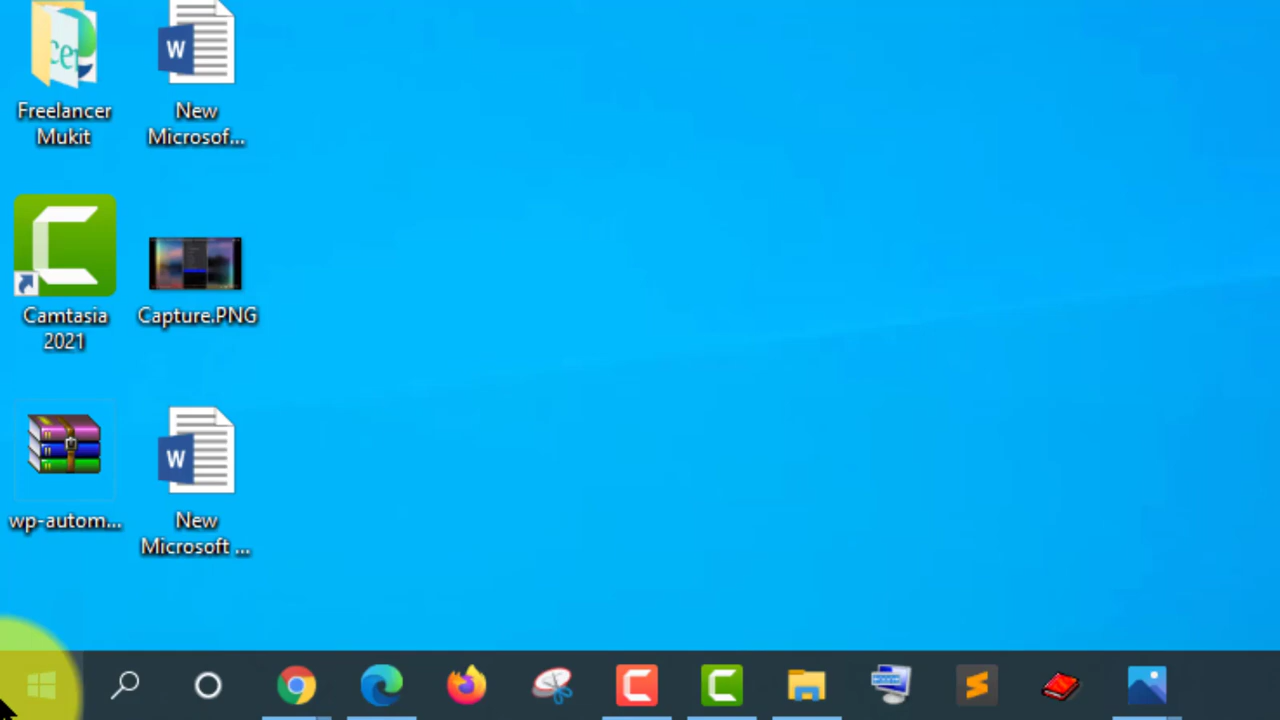 Freelancer
Mukit
New
Microsof...
Camtasia
2021
Capture.PNG
wp-autom...
New
Microsoft ...